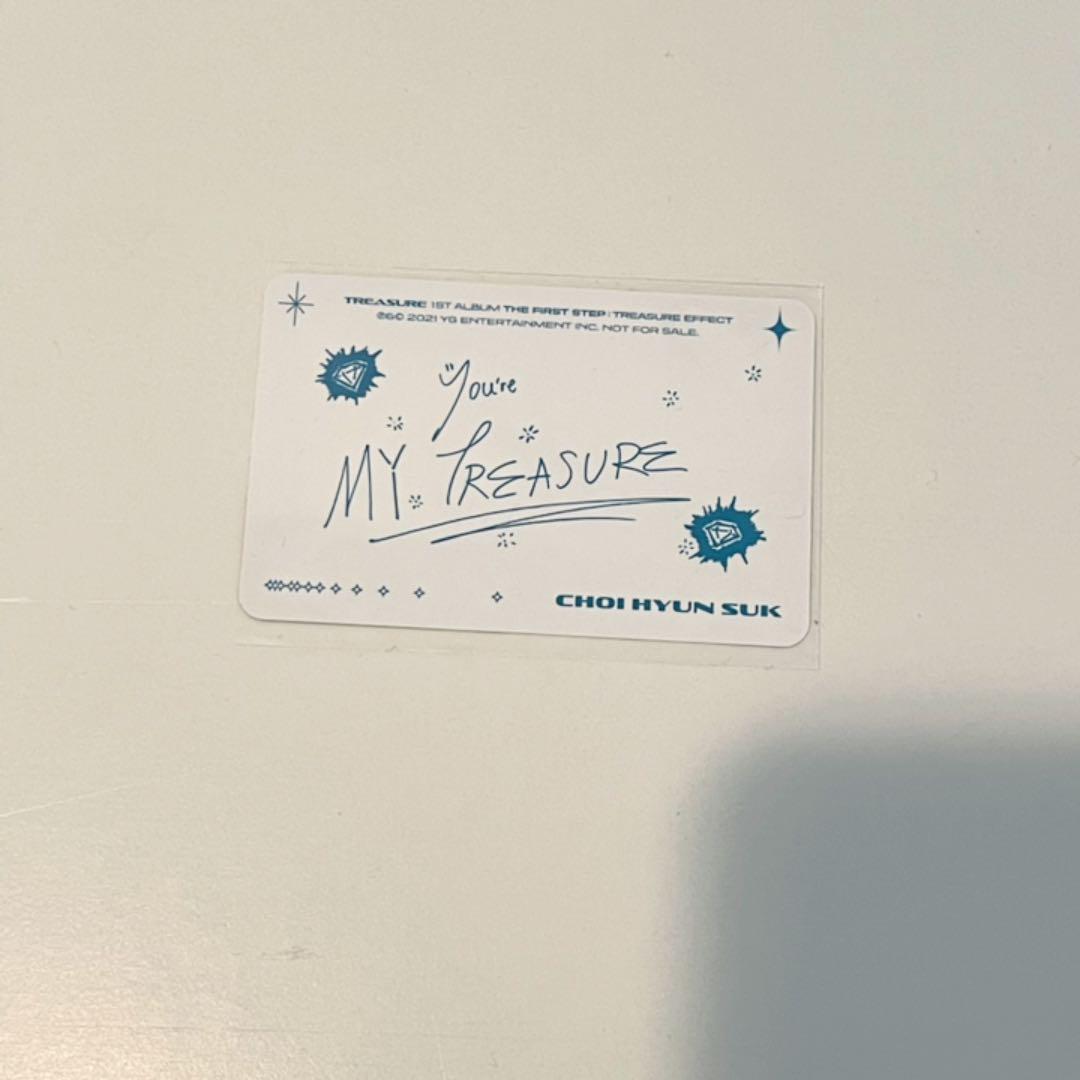 TREASURE 1ST ALBUM THE FIRST STEP : TREASURE EFFECT
℗&© 2021 YG ENTERTAINMENT INC. NOT FOR SALE.
You're
MY TREASURE
CHOI HYUN SUK